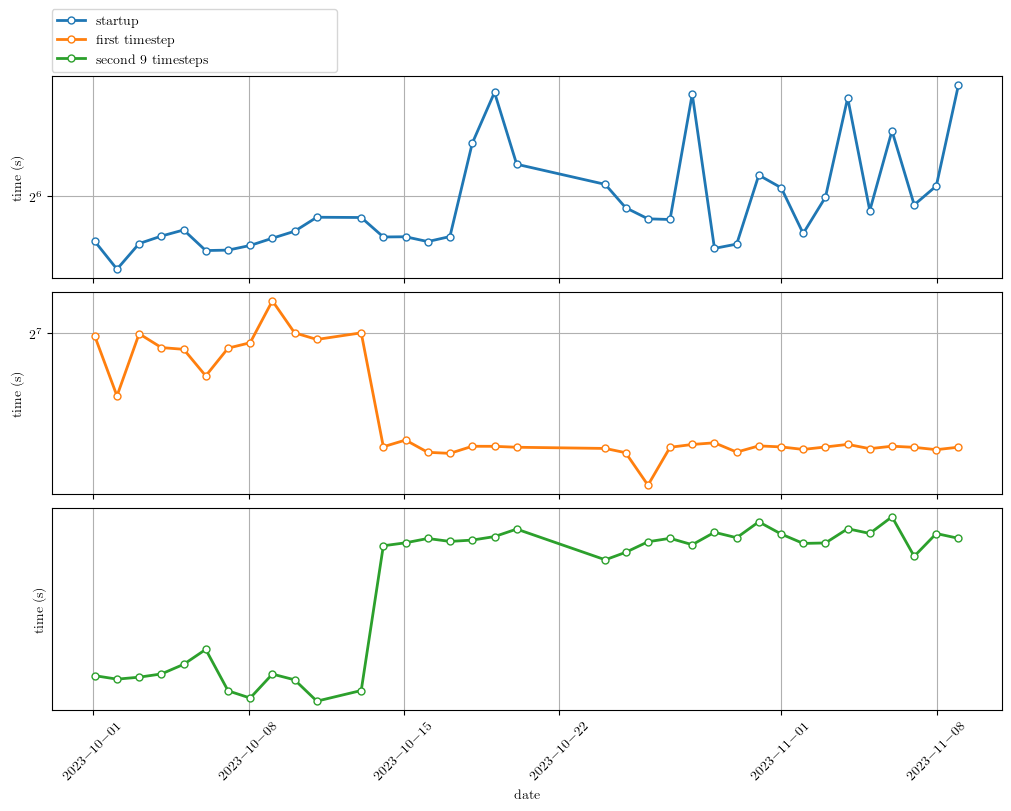 startup
first timestep
second 9 timesteps
time (s)
2^6
time (s)
2^7
time (s)
2023−10−01
2023−10−08
2023−10−15
2023−10−22
2023−11−01
2023−11−08
date